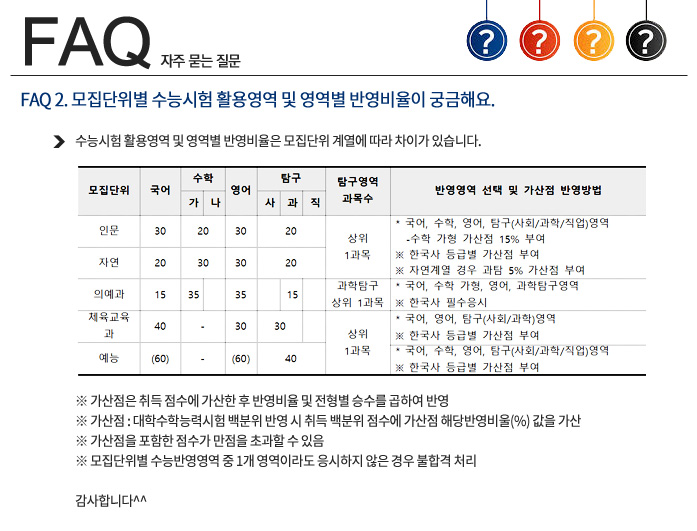 FAQ 자주 묻는 질문
? ? ? ?
FAQ 2. 모집단위별 수능시험 활용영역 및 영역별 반영비율이 궁금해요.
수능시험 활용영역 및 영역별 반영비율은 모집단위 계열에 따라 차이가 있습니다.
모집단위 국어 수학 영어 탐구 탐구영역 과목수 반영영역 선택 및 가산점 반영방법
가 나 사 과 직
인문 30 20 30 20 상위 1과목 * 국어, 수학, 영어, 탐구(사회/과학/직업)영역
-수학 가형 가산점 15% 부여
자연 20 30 30 20 ※ 한국사 등급별 가산점 부여
※ 자연계열 경우 과탐 5% 가산점 부여
의예과 15 35 35 15 과학탐구 상위 1과목 * 국어, 수학 가형, 영어, 과학탐구영역
※ 한국사 필수응시
체육교육과 40 - 30 30 상위 1과목 * 국어, 영어, 탐구(사회/과학)영역
※ 한국사 등급별 가산점 부여
예능 (60) - (60) 40 * 국어, 수학, 영어, 탐구(사회/과학/직업)영역
※ 한국사 등급별 가산점 부여
※ 가산점은 취득 점수에 가산한 후 반영비율 및 전형별 승수를 곱하여 반영
※ 가산점 : 대학수학능력시험 백분위 반영 시 취득 백분위 점수에 가산점 해당반영비율(%) 값을 가산
※ 가산점을 포함한 점수가 만점을 초과할 수 있음
※ 모집단위별 수능반영영역 중 1개 영역이라도 응시하지 않은 경우 불합격 처리
감사합니다^^